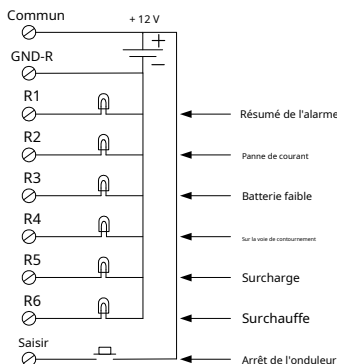 Commun
+ 12 V
GND-R
R1
Résumé de l'alarme
R2
Panne de courant
R3
Batterie faible
R4
Sur la voie de contournement
R5
Surcharge
R6
Surchauffe
Saisir
Arrêt de l'onduleur